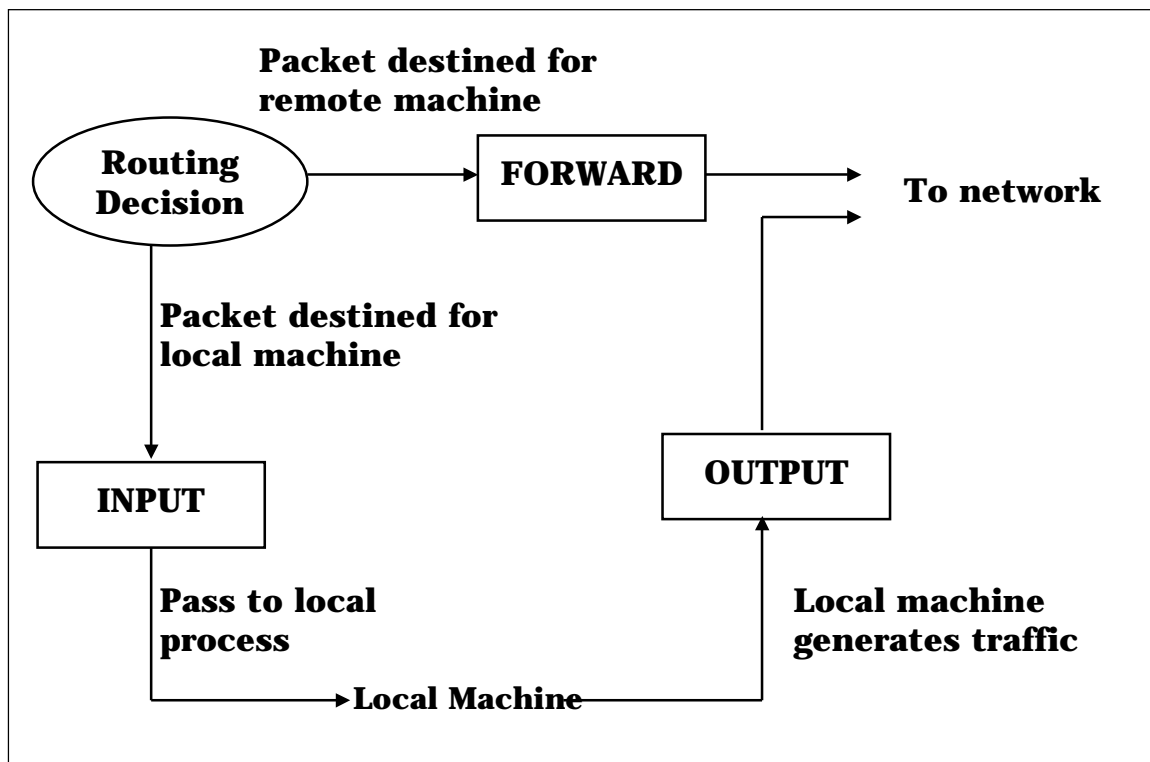 Packet destined for
remote machine
Routing
Decision
FORWARD
To network
Packet destined for
local machine
INPUT
OUTPUT
Pass to local
process
Local machine
generates traffic
Local Machine